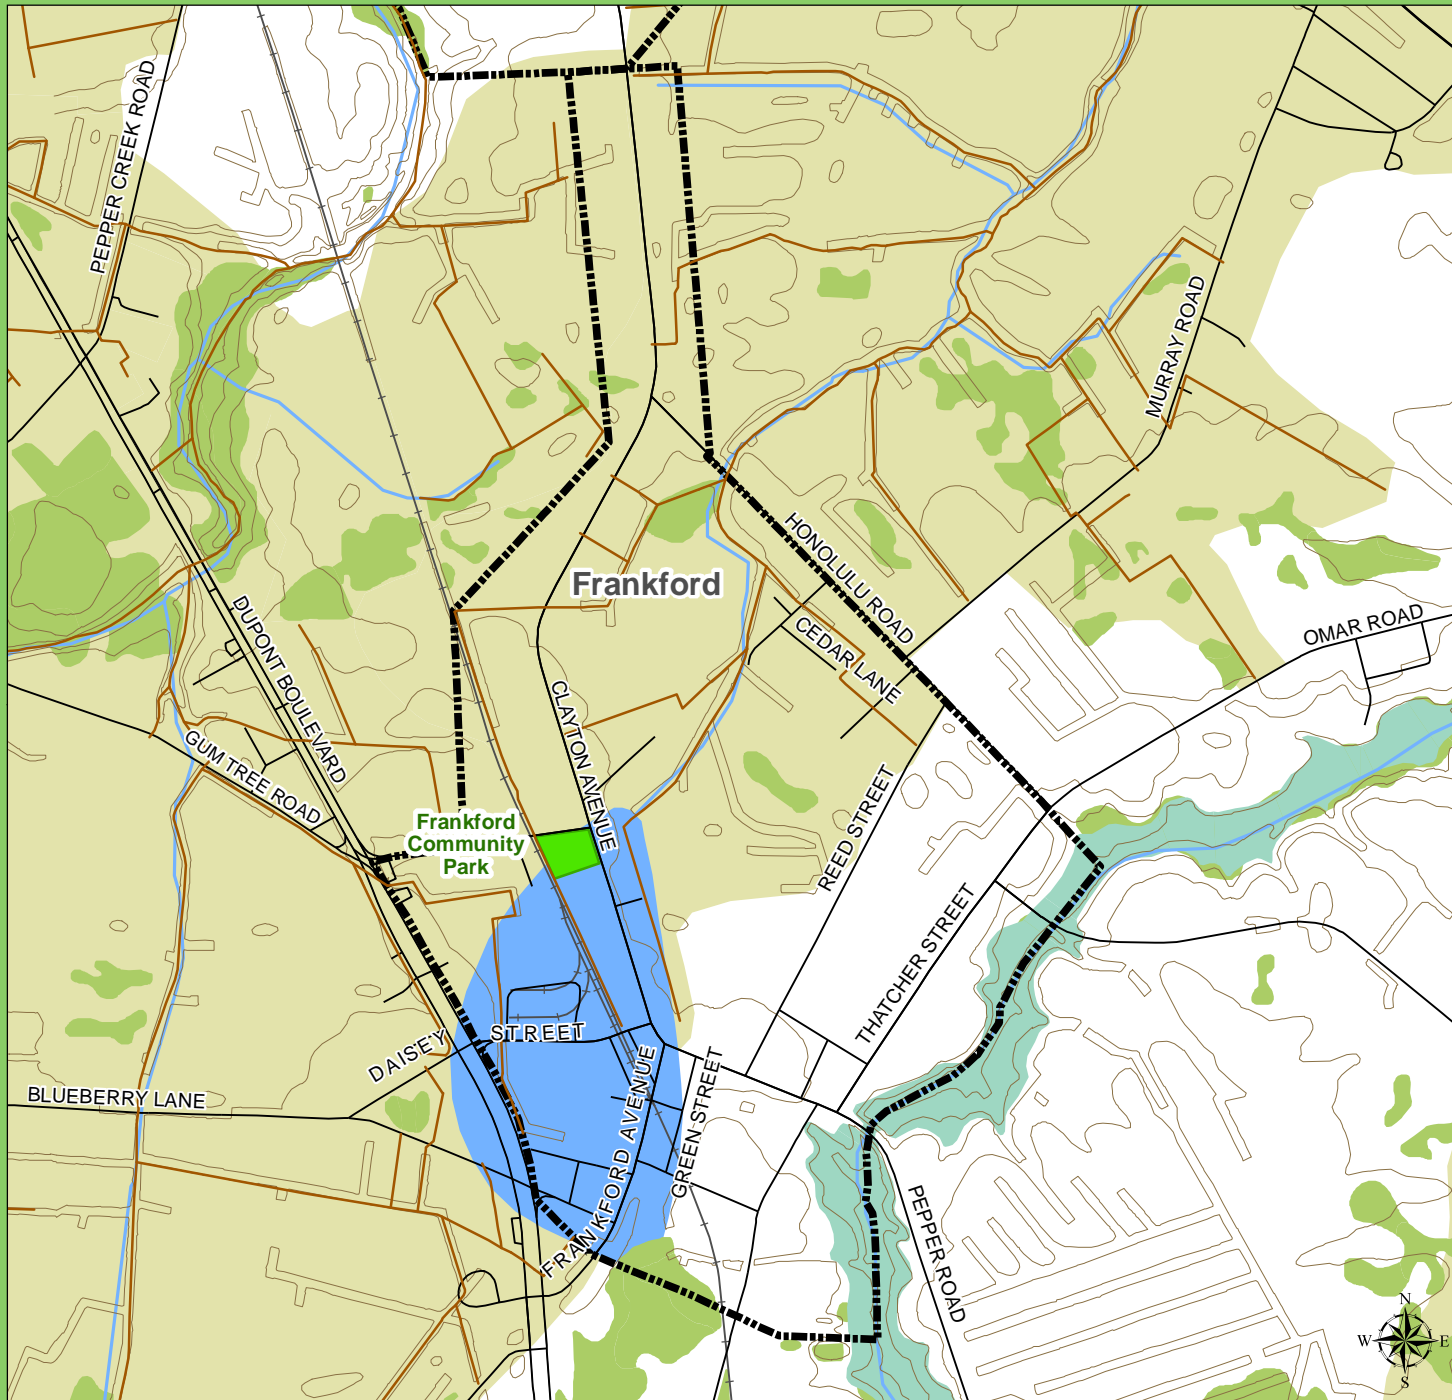 PEPPER CREEK ROAD
MURRAY ROAD
HONOLULU ROAD
Frankford
CEDAR LANE
OMAR ROAD
DUPONT BOULEVARD
CLAYTON AVENUE
GUM TREE ROAD
REED STREET
Frankford
Community
Park
THATCHER STREET
DAISEY STREET
BLUEBERRY LANE
FRANKFORD AVENUE
GREEN STREET
PEPPER ROAD
N
W E
S